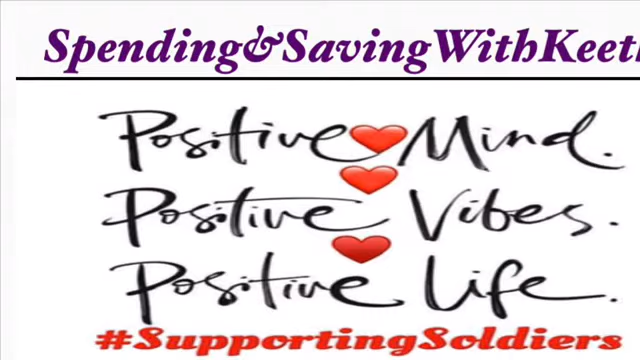 Spending&SavingWithKeeth
Positive Mind.
Positive Vibes.
Positive Life.
#SupportingSoldiers